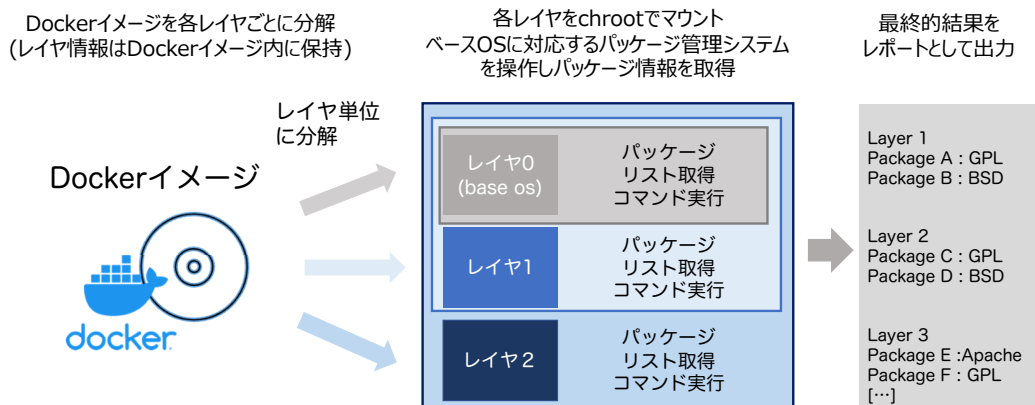 Dockerイメージを各レイヤごとに分解
(レイヤ情報はDockerイメージ内に保持)
各レイヤをchrootでマウント
ベースOSに対応するパッケージ管理システム
を操作しパッケージ情報を取得
最終的結果を
レポートとして出力
レイヤ単位
に分解
Dockerイメージ
docker
レイヤ0
(base os)
パッケージ
リスト取得
コマンド実行
レイヤ1
パッケージ
リスト取得
コマンド実行
レイヤ2
パッケージ
リスト取得
コマンド実行
Layer 1
Package A : GPL
Package B : BSD
Layer 2
Package C : GPL
Package D : BSD
Layer 3
Package E :Apache
Package F : GPL
[…]